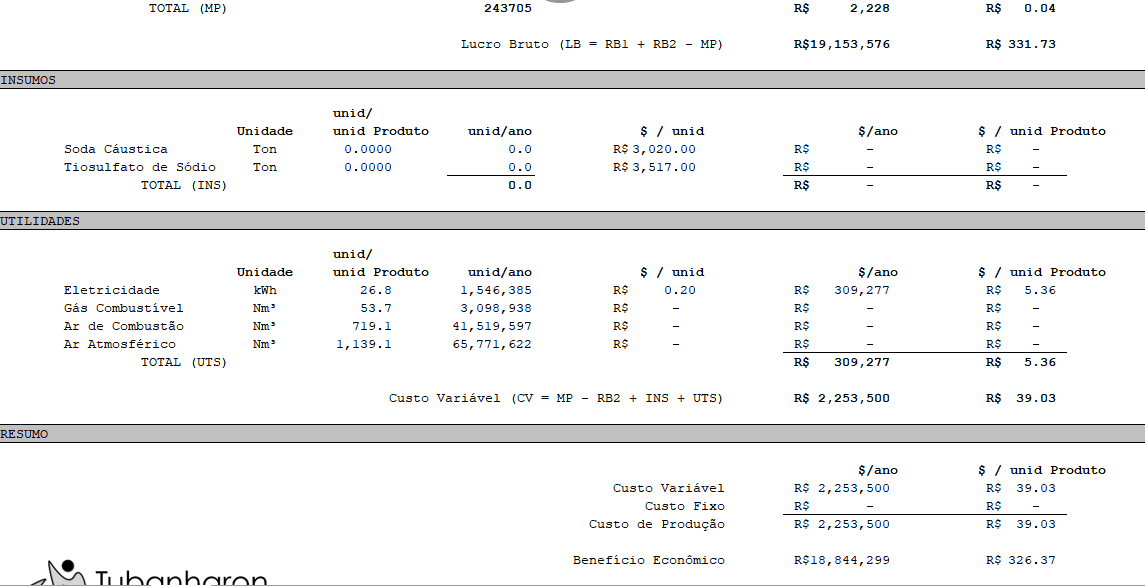 TOTAL (MP) 243705 R$ 2,228 R$ 0.04
Lucro Bruto (LB = RB1 + RB2 - MP) R$19,153,576 R$ 331.73
INSUMOS
unid/
Unidade unid Produto unid/ano $ / unid $/ano $ / unid Produto
Soda Cáustica Ton 0.0000 0.0 R$ 3,020.00 R$ - R$ -
Tiosulfato de Sódio Ton 0.0000 0.0 R$ 3,517.00 R$ - R$ -
TOTAL (INS) 0.0 R$ - R$ -
UTILIDADES
unid/
Unidade unid Produto unid/ano $ / unid $/ano $ / unid Produto
Eletricidade kWh 26.8 1,546,385 R$ 0.20 R$ 309,277 R$ 5.36
Gás Combustível Nm³ 53.7 3,098,938 R$ - R$ - R$ -
Ar de Combustão Nm³ 719.1 41,519,597 R$ - R$ - R$ -
Ar Atmosférico Nm³ 1,139.1 65,771,622 R$ - R$ - R$ -
TOTAL (UTS) R$ 309,277 R$ 5.36
Custo Variável (CV = MP - RB2 + INS + UTS) R$ 2,253,500 R$ 39.03
RESUMO
$/ano $ / unid Produto
Custo Variável R$ 2,253,500 R$ 39.03
Custo Fixo R$ - R$ -
Custo de Produção R$ 2,253,500 R$ 39.03
Benefício Econômico R$18,844,299 R$ 326.37
Tubanharon